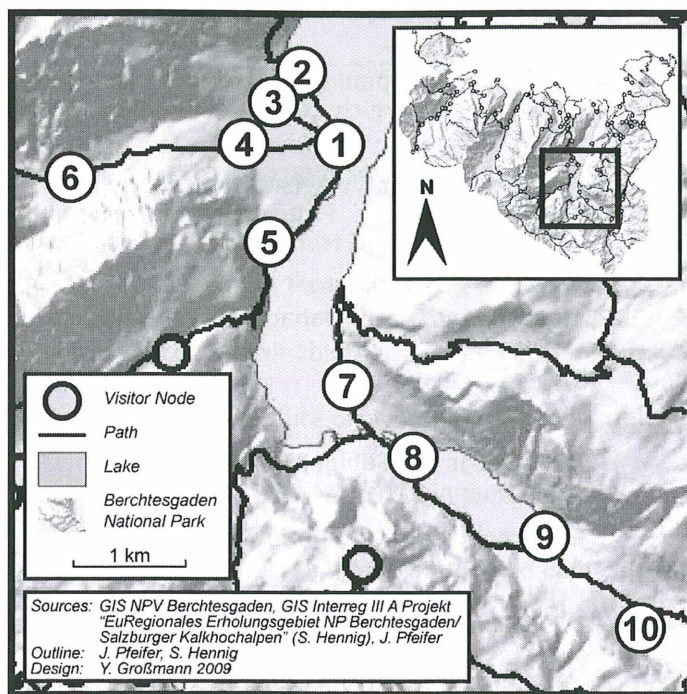 2
3
1
4
6
5
7
8
9
10
N
Visitor Node
Path
Lake
Berchtesgaden
National Park
1 km
Sources: GIS NPV Berchtesgaden, GIS Interreg III A Projekt
"EuRegionales Erholungsgebiet NP Berchtesgaden/
Salzburger Kalkhochalpen" (S. Hennig), J. Pfeifer
Outline: J. Pfeifer, S. Hennig
Design: Y. Großmann 2009